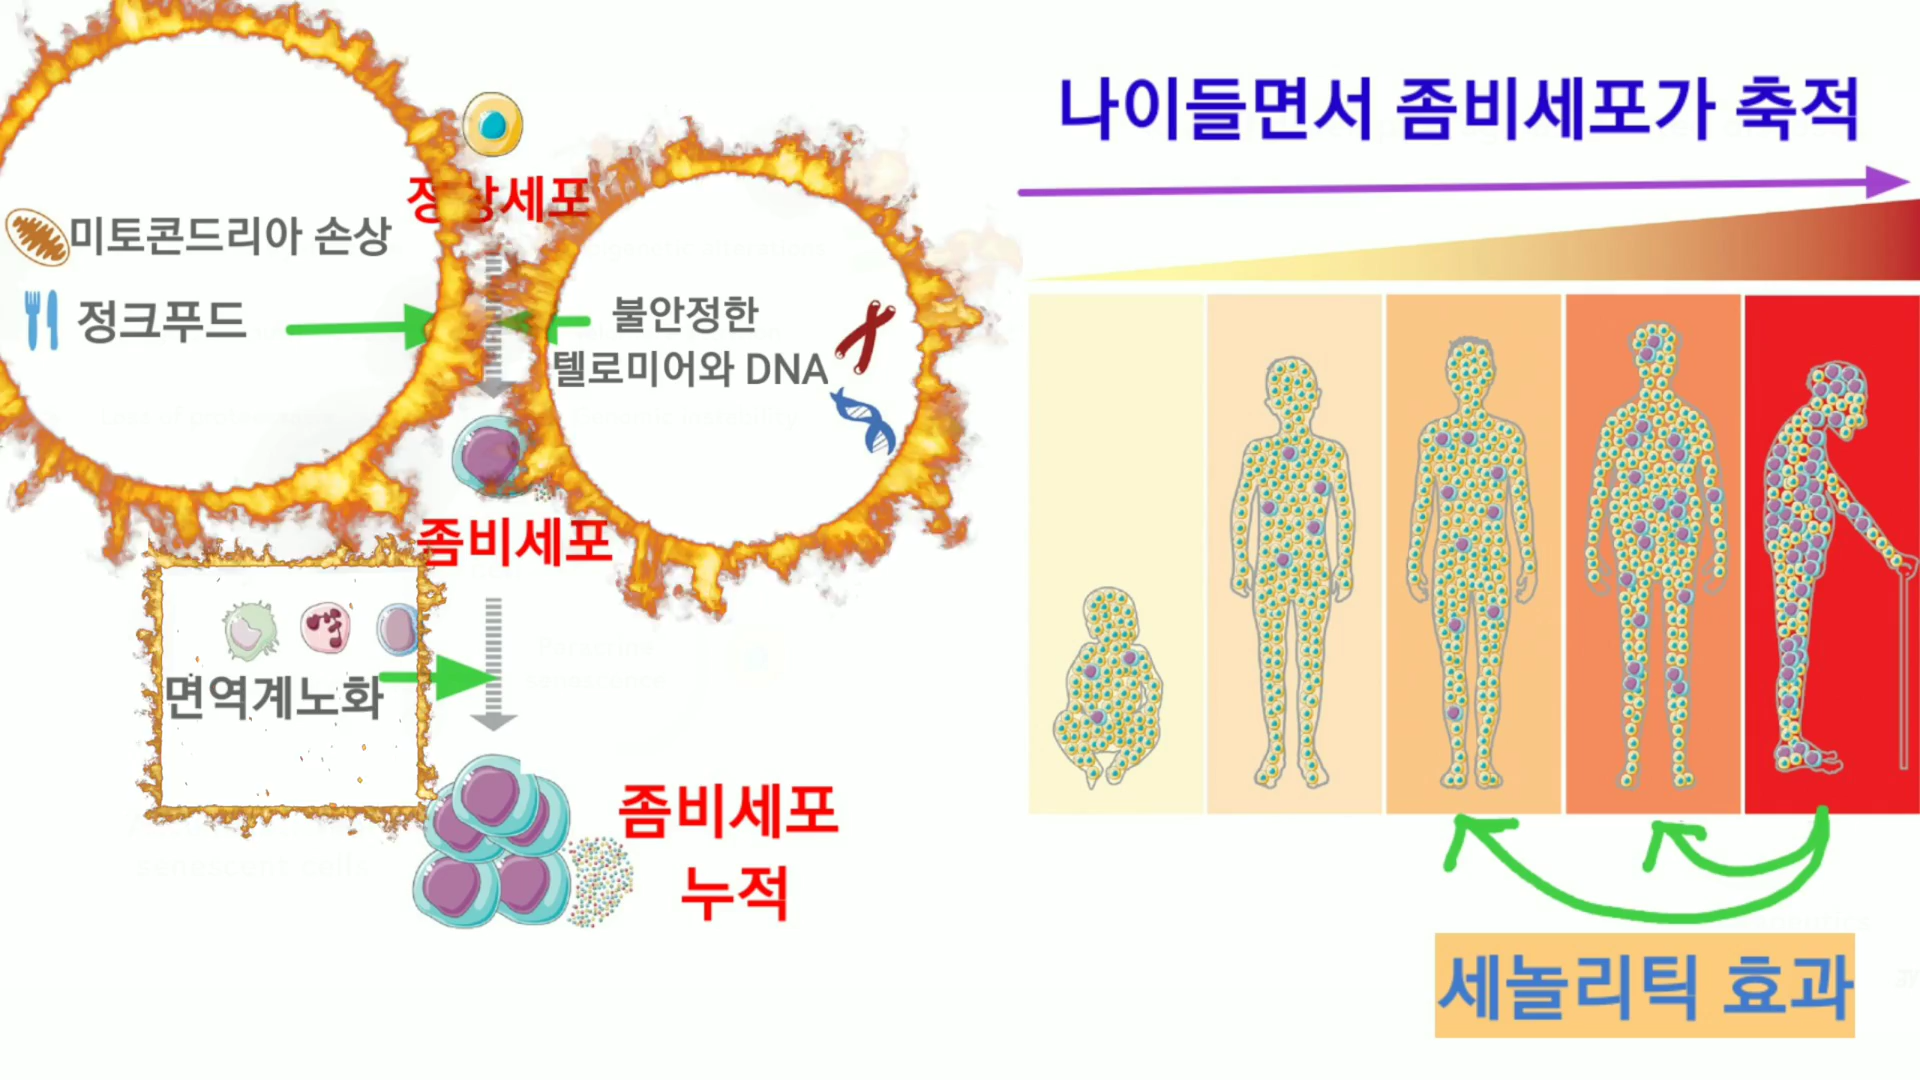 정상세포
미토콘드리아 손상
정크푸드
불안정한
텔로미어와 DNA
좀비세포
면역계노화
좀비세포
누적
나이들면서 좀비세포가 축적
세놀리틱 효과